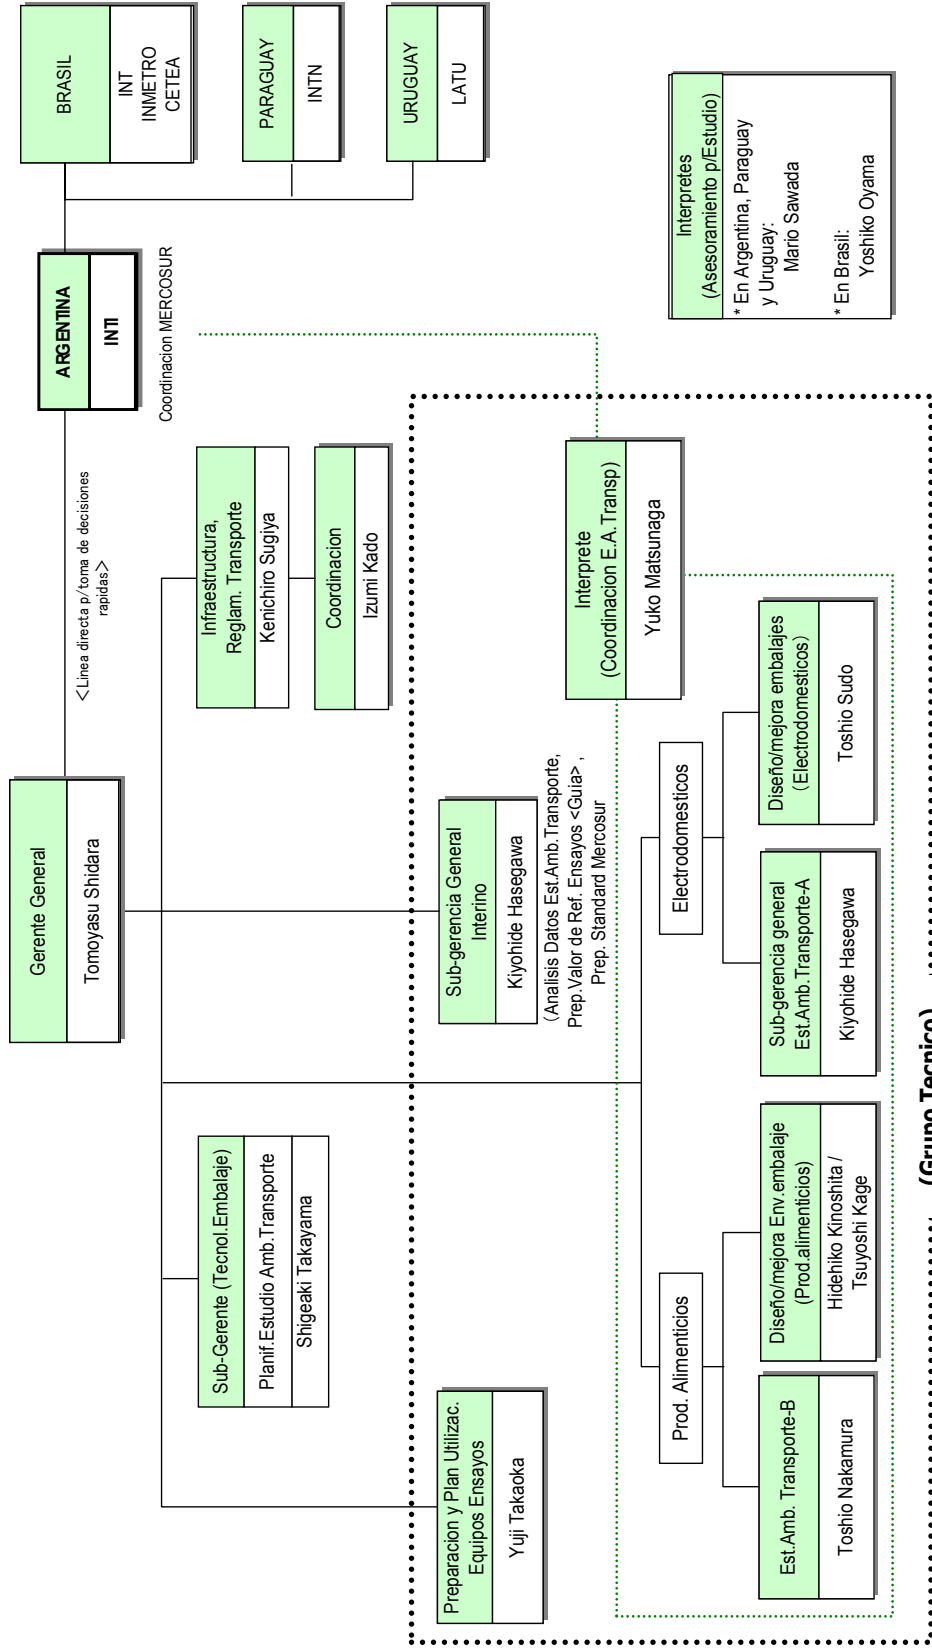 Gerente General
Tomoyasu Shidara
<Linea directa p/toma de decisiones
rapidas>
ARGENTINA
INTI
Coordinacion MERCOSUR
BRASIL
INT
INMETRO
CETEA
PARAGUAY
INTN
URUGUAY
LATU
Sub-Gerente (Tecnol.Embalaje)
Planif.Estudio Amb.Transporte
Shigeaki Takayama
Infraestructura,
Reglam. Transporte
Kenichiro Sugiya
Coordinacion
Izumi Kado
Preparacion y Plan Utilizac.
Equipos Ensayos
Yuji Takaoka
Sub-gerencia General
Interino
Kiyohide Hasegawa
(Analisis Datos Est.Amb.Transporte,
Prep.Valor de Ref. Ensayos <Guia> ,
Prep. Standard Mercosur
Interprete
(Coordinacion E.A.Transp)
Yuko Matsunaga
Interpretes
(Asesoramiento p/Estudio)
* En Argentina, Paraguay
y Uruguay:
Mario Sawada
* En Brasil:
Yoshiko Oyama
Prod. Alimenticios
Electrodomesticos
Est.Amb. Transporte-B
Toshio Nakamura
Diseño/mejora Env.embalaje
(Prod.alimenticios)
Hidehiko Kinoshita /
Tsuyoshi Kage
Sub-gerencia general
Est.Amb.Transporte-A
Kiyohide Hasegawa
Diseño/mejora embalajes
(Electrodomesticos)
Toshio Sudo
(Grupo Tecnico)